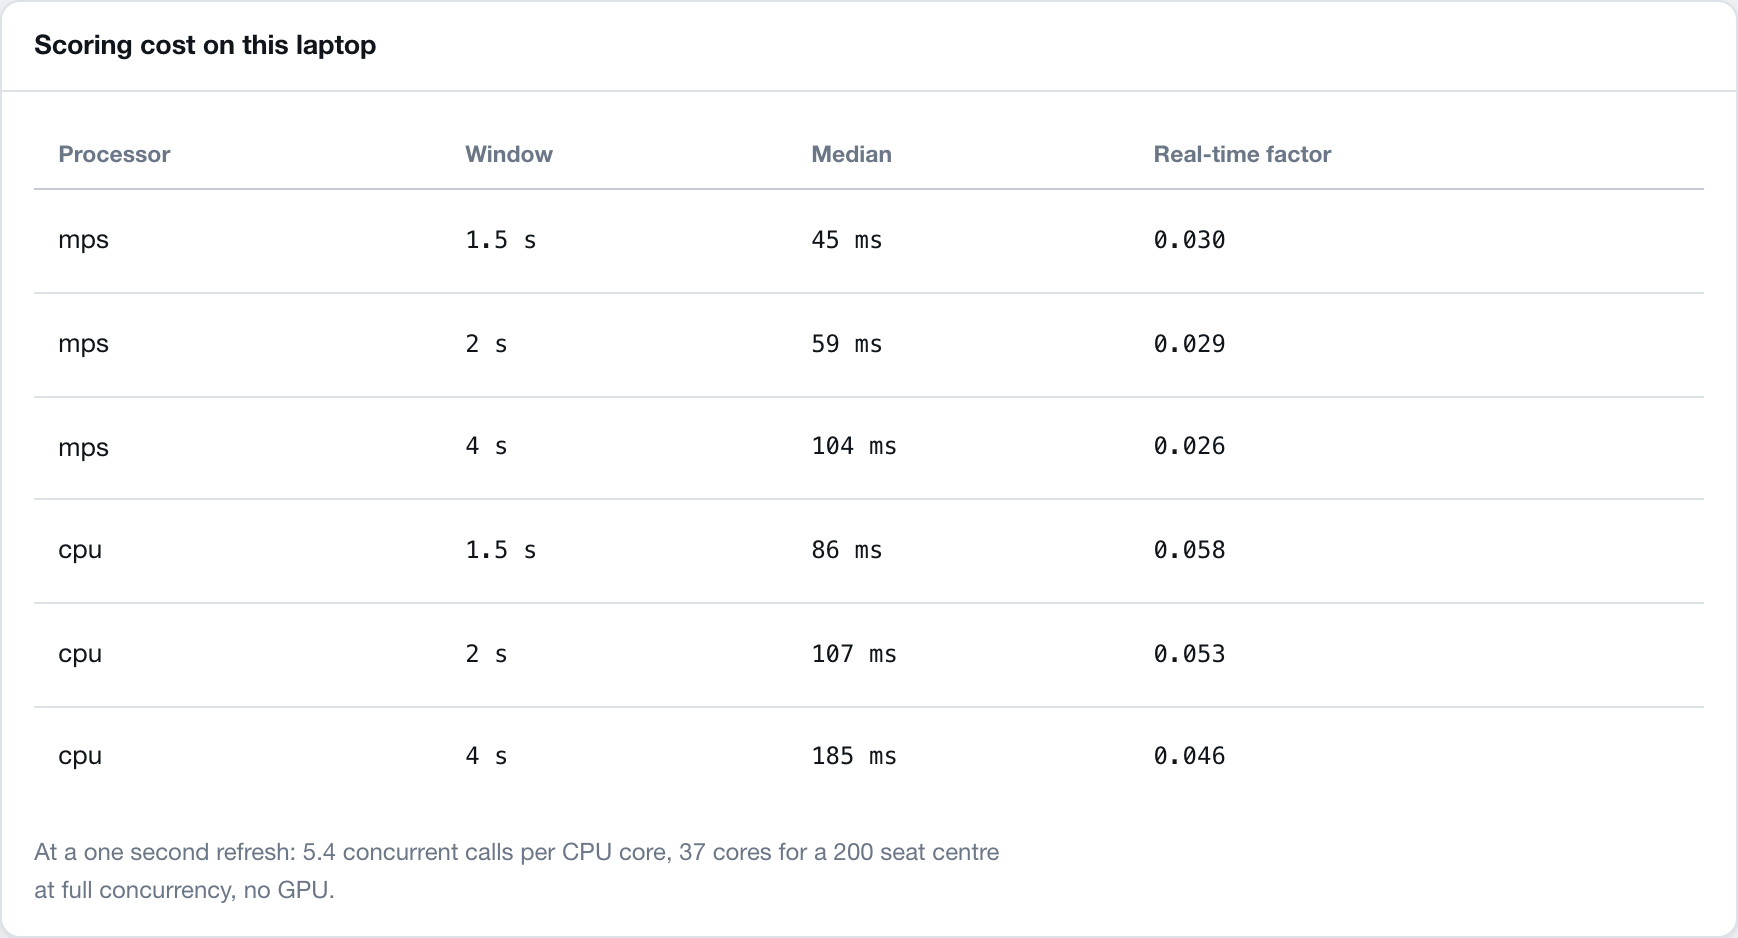 Scoring cost on this laptop
Processor Window Median Real-time factor
mps 1.5 s 45 ms 0.030
mps 2 s 59 ms 0.029
mps 4 s 104 ms 0.026
cpu 1.5 s 86 ms 0.058
cpu 2 s 107 ms 0.053
cpu 4 s 185 ms 0.046
At a one second refresh: 5.4 concurrent calls per CPU core, 37 cores for a 200 seat centre
at full concurrency, no GPU.